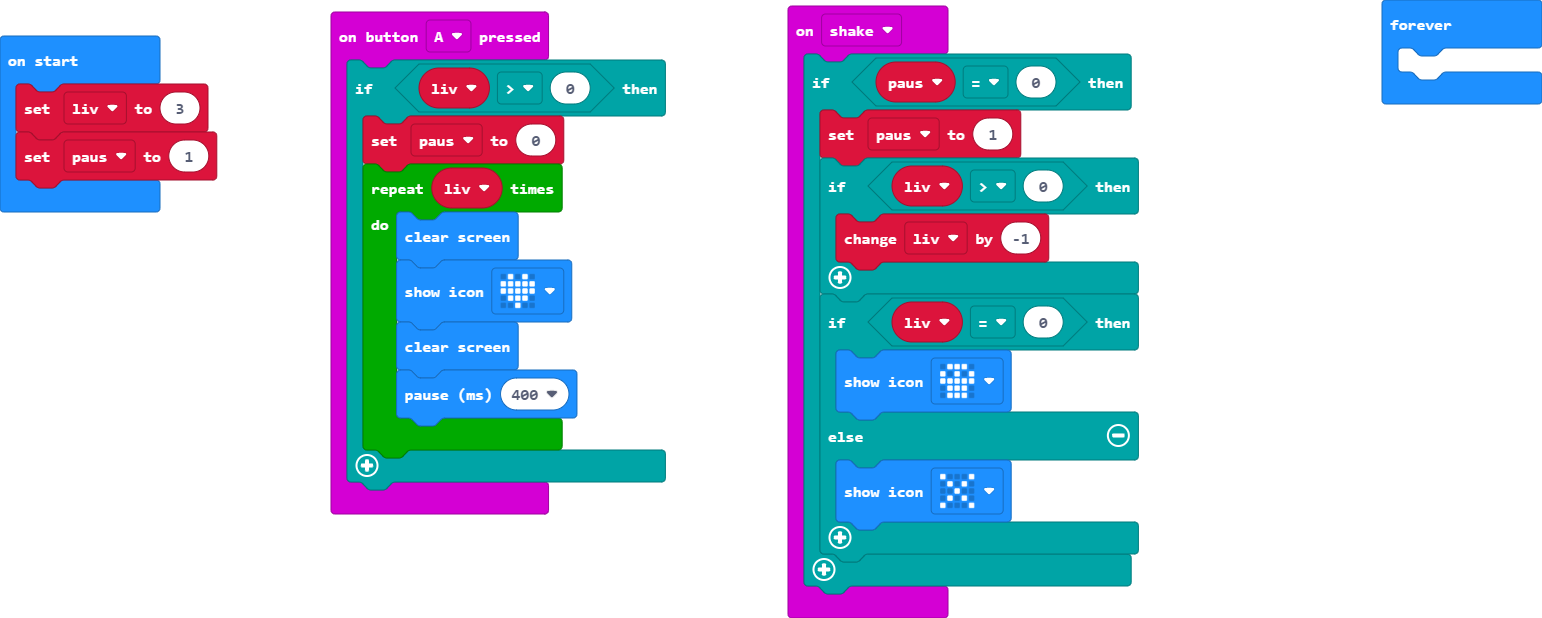 on start
set liv to 3
set paus to 1
on button A pressed
if liv > 0 then
set paus to 0
repeat liv times
do
clear screen
show icon
clear screen
pause (ms) 400
on shake
if paus = 0 then
set paus to 1
if liv > 0 then
change liv by -1
if liv = 0 then
show icon
else
show icon
forever